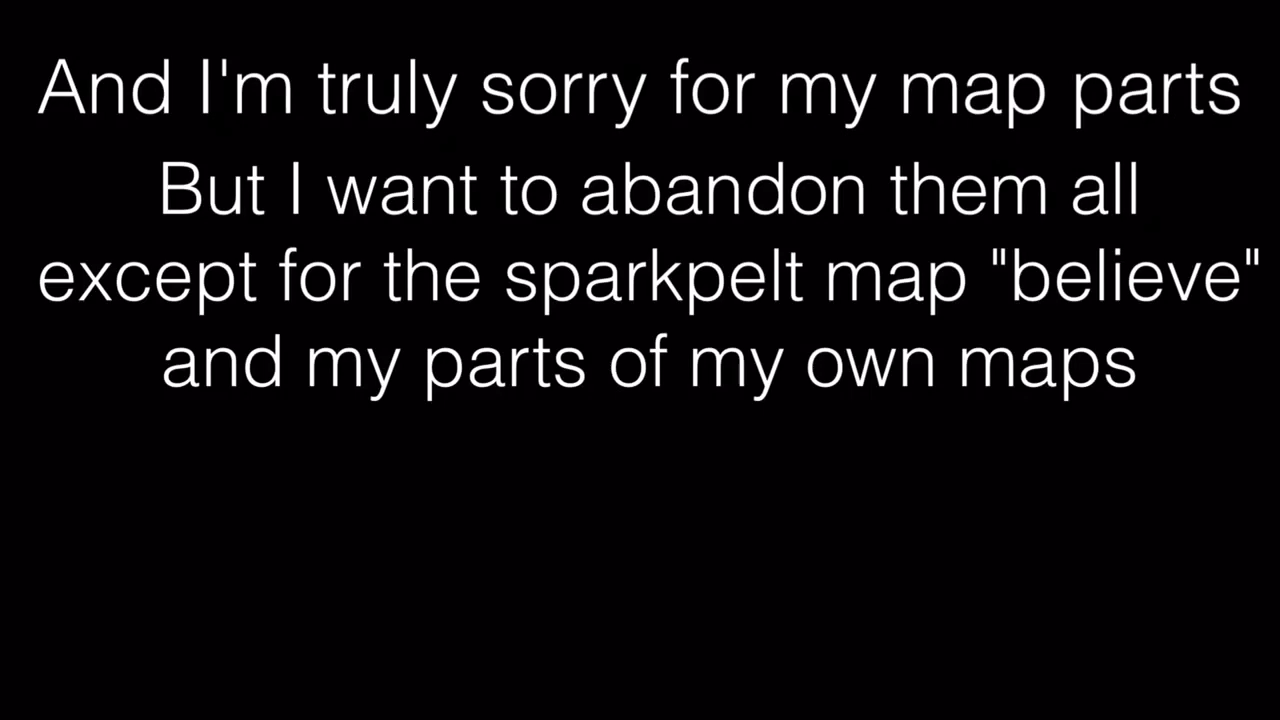 And I'm truly sorry for my map parts
But I want to abandon them all
except for the sparkpelt map "believe"
and my parts of my own maps